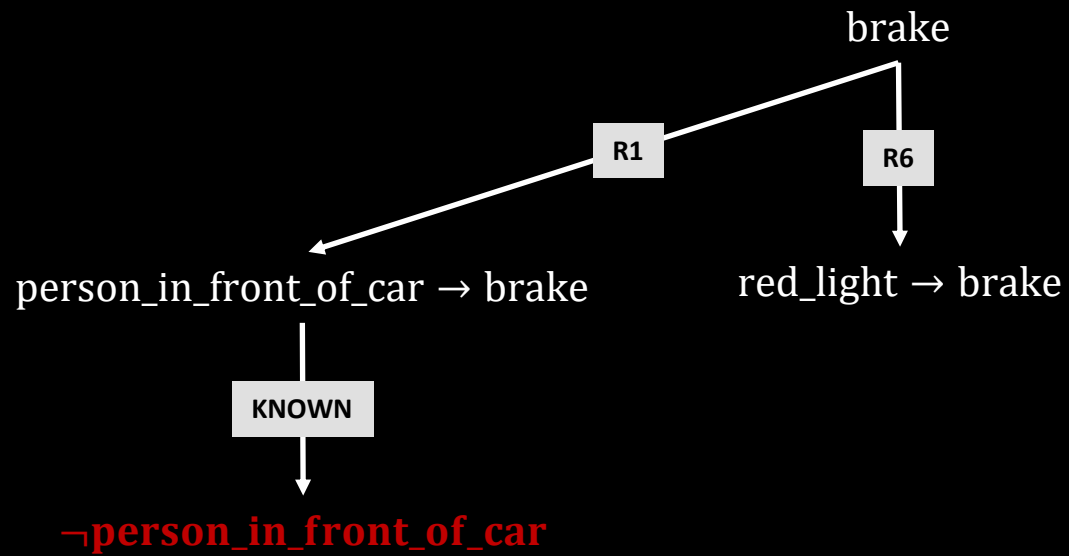 brake
R1
R6
person_in_front_of_car → brake
red_light → brake
KNOWN
¬person_in_front_of_car